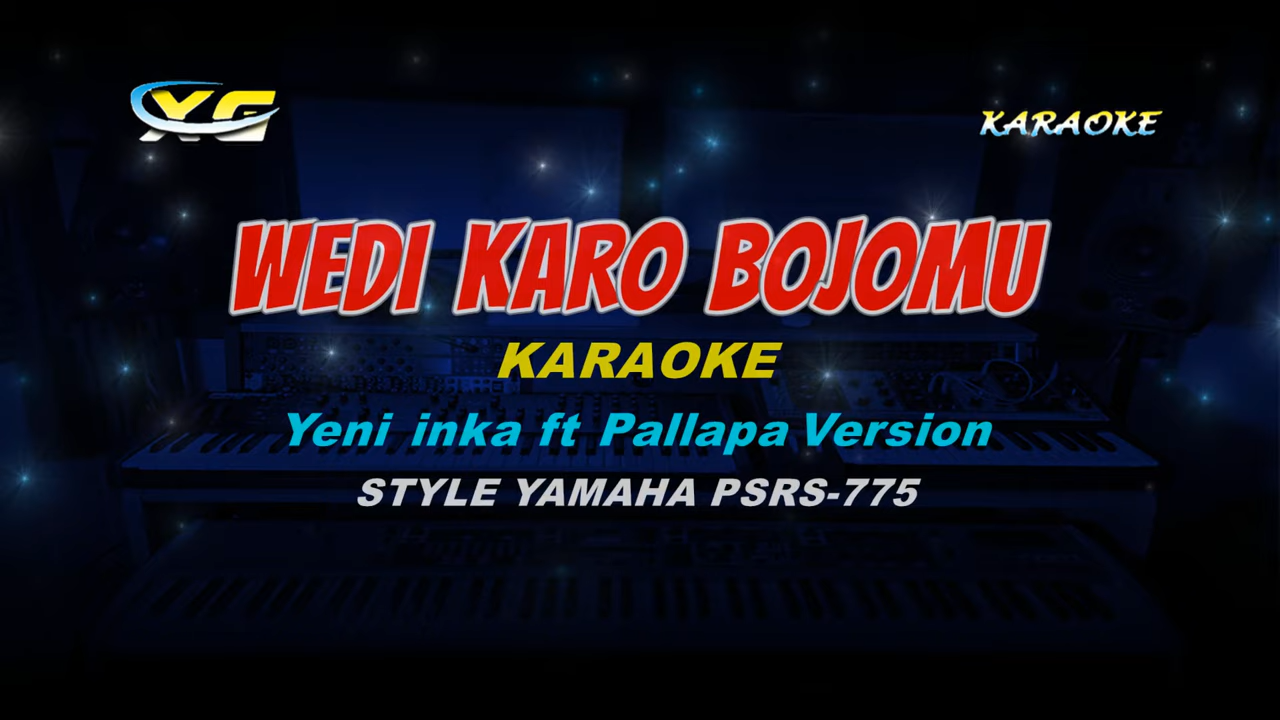 XG
KARAOKE
WEDI KARO BOJOMU
KARAOKE
Yeni inka ft Pallapa Version
STYLE YAMAHA PSRS-775